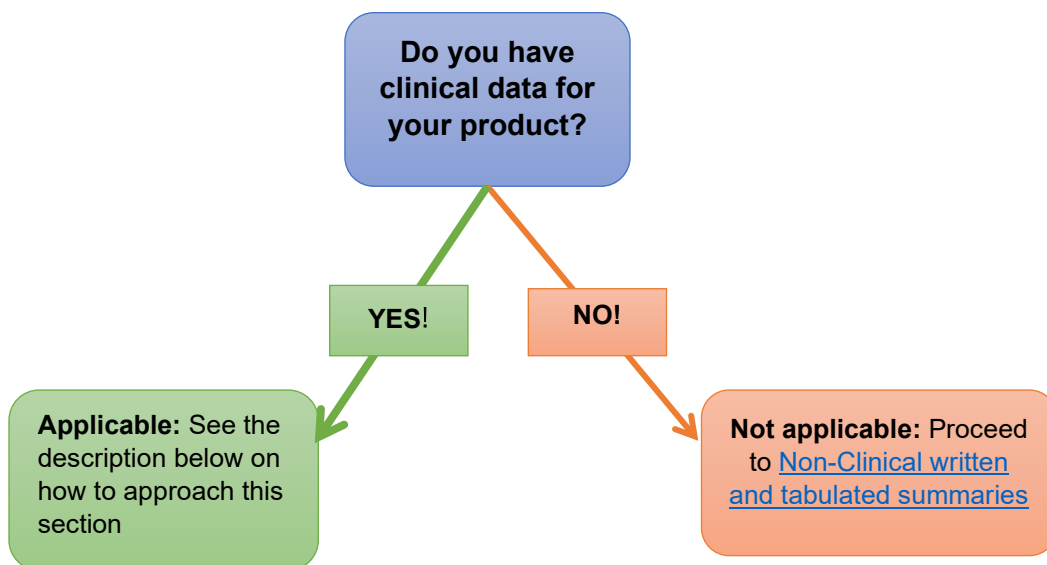 Do you have
clinical data for
your product?
YES!
NO!
Applicable: See the
description below on
how to approach this
section
Not applicable: Proceed
to Non-Clinical written
and tabulated summaries